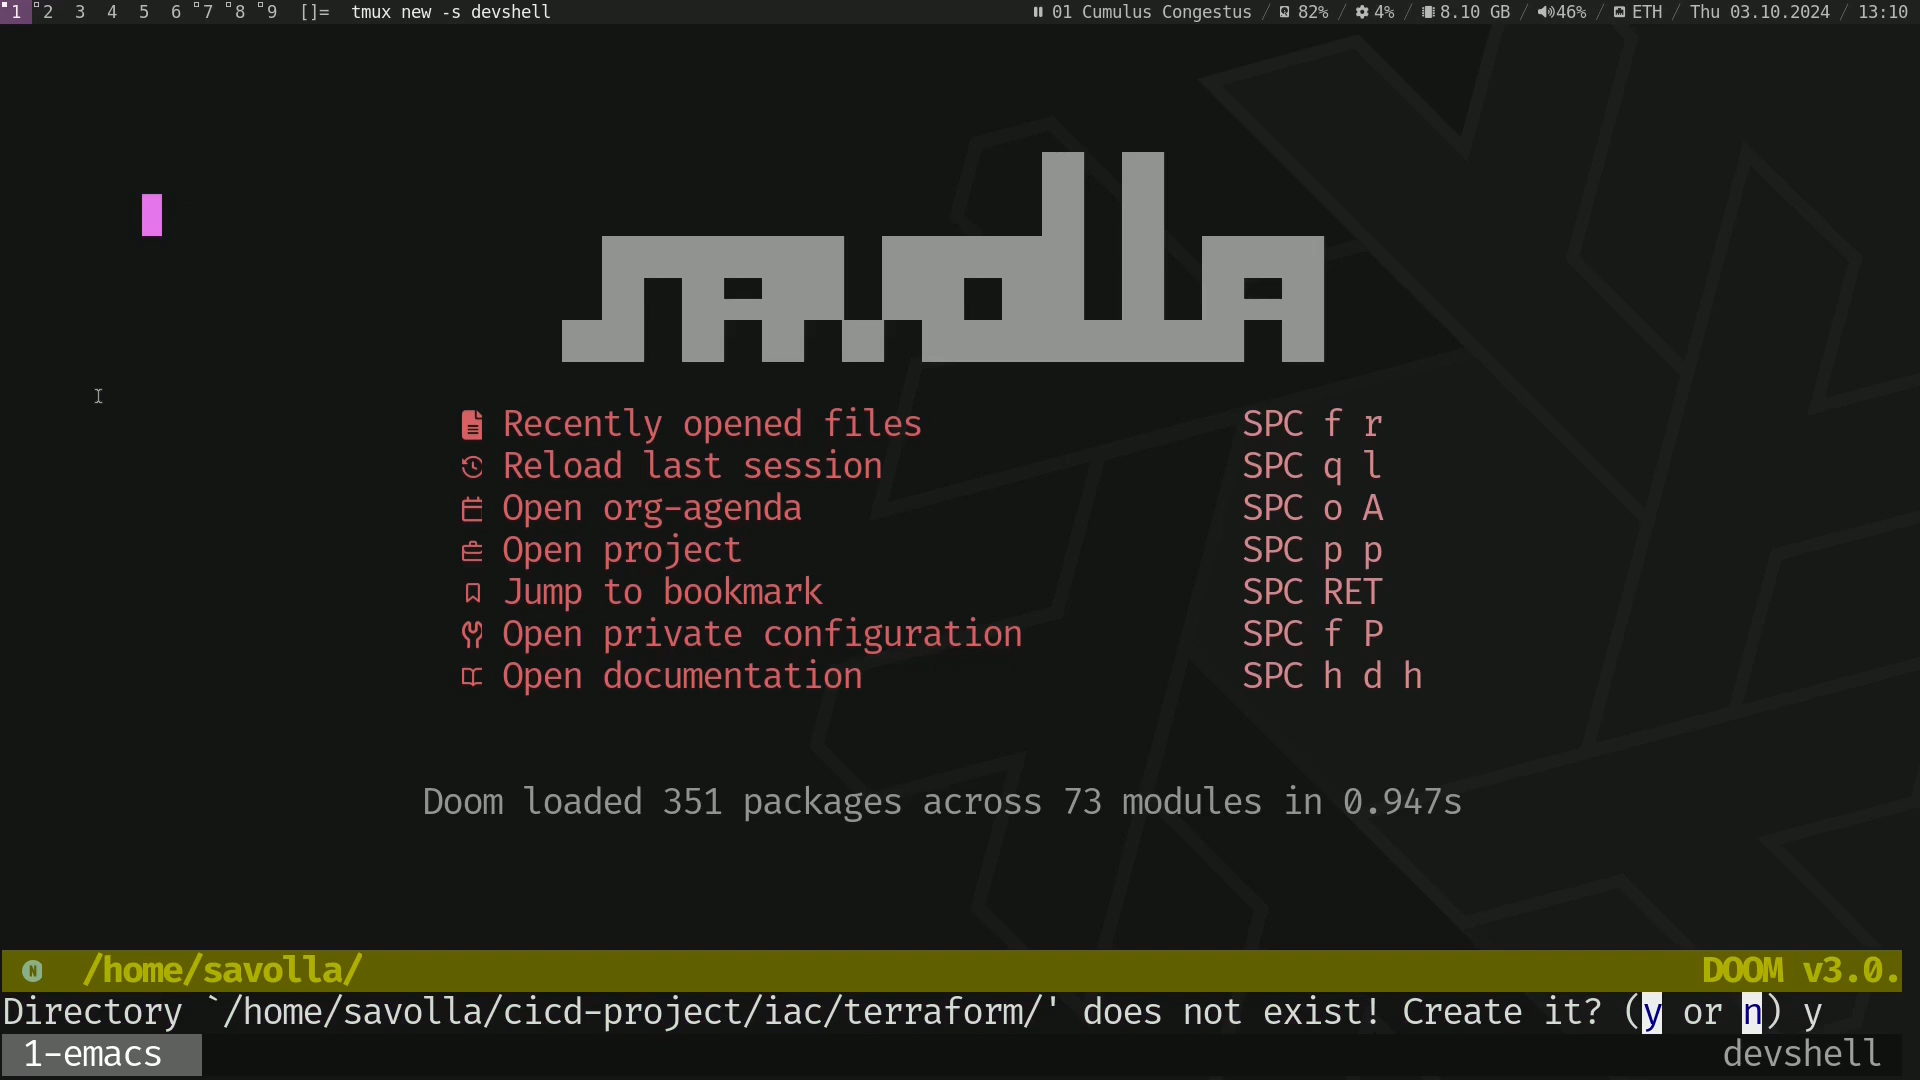 1 2 3 4 5 6 7 8 9 []= tmux new -s devshell 01 Cumulus Congestus / 82% / 4% / 8.10 GB / 46% / ETH / Thu 03.10.2024 / 13:10
savolla
Recently opened files SPC f r
Reload last session SPC q l
Open org-agenda SPC o A
Open project SPC p p
Jump to bookmark SPC RET
Open private configuration SPC f P
Open documentation SPC h d h
Doom loaded 351 packages across 73 modules in 0.947s
N /home/savolla/ DOOM v3.0.
Directory `/home/savolla/cicd-project/iac/terraform/' does not exist! Create it? (y or n) y
1-emacs devshell